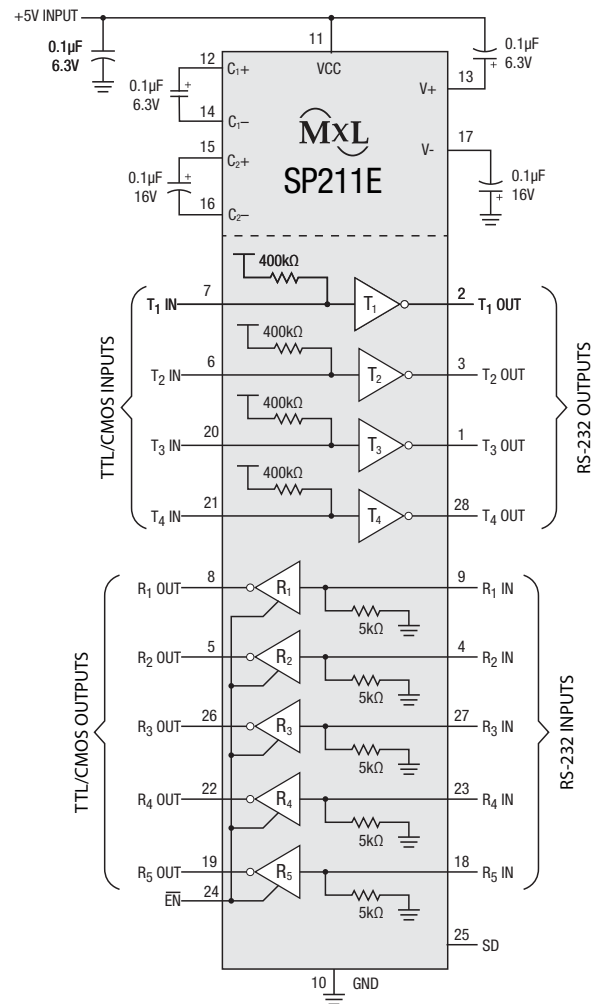 +5V INPUT
0.1µF
6.3V
11
VCC
0.1µF
6.3V
+
12
C1+
0.1µF
6.3V
+
14
C1–
V+
13
MxL
15
C2+
V-
17
SP211E
0.1µF
16V
+
16
C2–
0.1µF
16V
+
400kΩ
T1 IN
7
T1
2
T1 OUT
400kΩ
T2 IN
6
T2
3
T2 OUT
400kΩ
T3 IN
20
T3
1
T3 OUT
400kΩ
T4 IN
21
T4
28
T4 OUT
TTL/CMOS INPUTS
RS-232 OUTPUTS
R1 OUT
8
R1
9
R1 IN
5kΩ
R2 OUT
5
R2
4
R2 IN
5kΩ
R3 OUT
26
R3
27
R3 IN
5kΩ
R4 OUT
22
R4
23
R4 IN
5kΩ
R5 OUT
19
R5
18
R5 IN
5kΩ
TTL/CMOS OUTPUTS
RS-232 INPUTS
EN
24
25
SD
10
GND